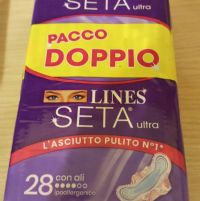 SETA ultra
PACCO
DOPPIO
LINES
SETA® ultra
L'ASCIUTTO PULITO N°1*
28 con ali
ipoallergenico